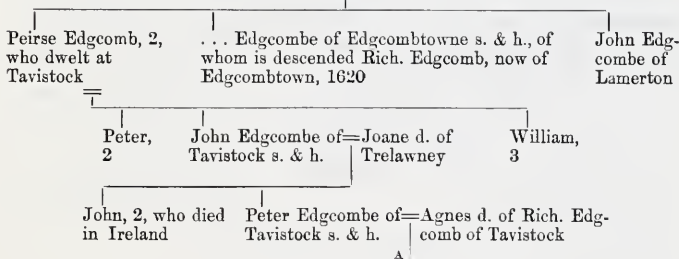 Peirse Edgcomb, 2,
who dwelt at
Tavistock
. . . Edgcombe of Edgcombtowne s. & h., of
whom is descended Rich. Edgcomb, now of
Edgcombtown, 1620
John Edg-
combe of
Lamerton
Peter,
2
John Edgcombe of=Joane d. of
Tavistock s. & h. Trelawney
William,
3
John, 2, who died
in Ireland
Peter Edgcombe of=Agnes d. of Rich. Edg-
Tavistock s. & h. comb of Tavistock
A